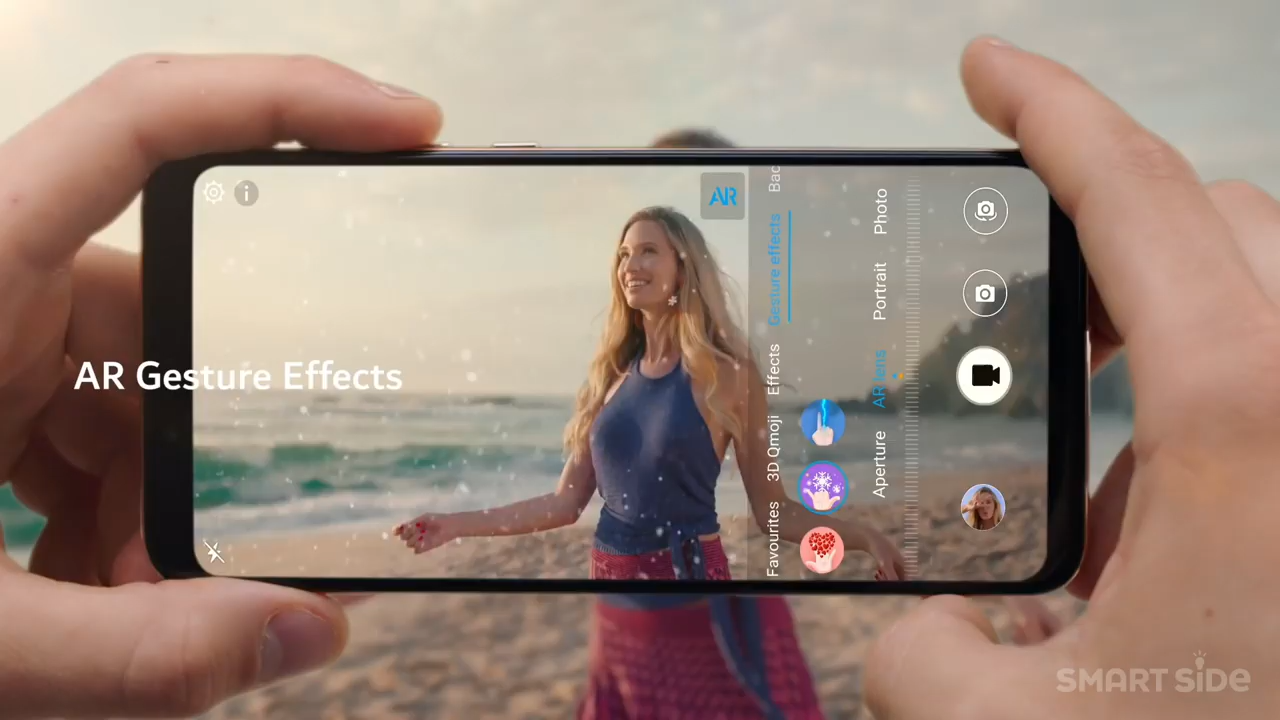 AR Gesture Effects
AR
Bac
Gesture effects
Effects
3D Qmoji
Favourites
Photo
Portrait
AR lens
Aperture
SMART SiDe